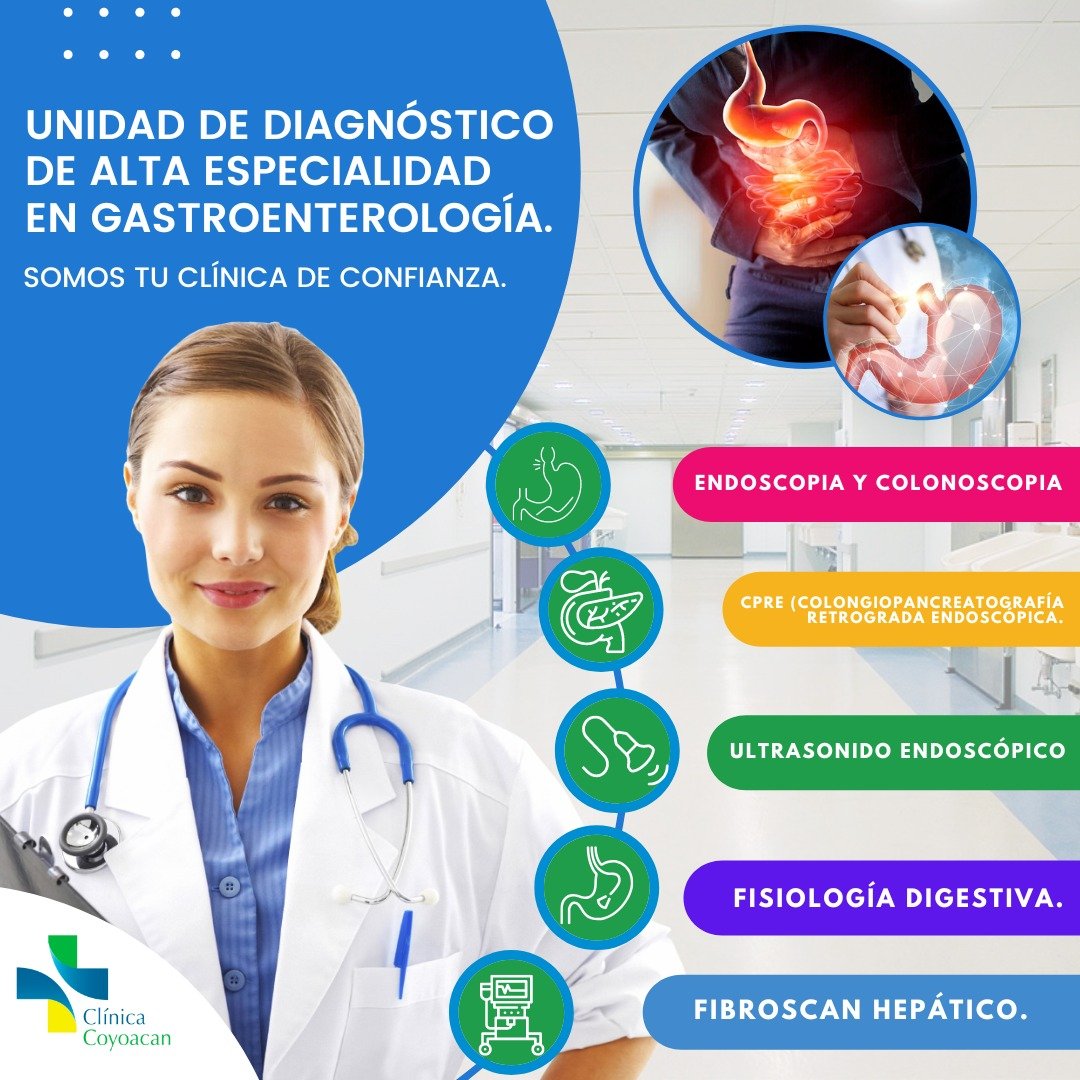 UNIDAD DE DIAGNÓSTICO
DE ALTA ESPECIALIDAD
EN GASTROENTEROLOGÍA.
SOMOS TU CLÍNICA DE CONFIANZA.
ENDOSCOPIA Y COLONOSCOPIA
CPRE (COLONGIOPANCREATOGRAFÍA
RETROGRADA ENDOSCÓPICA.
ULTRASONIDO ENDOSCÓPICO
FISIOLOGÍA DIGESTIVA.
FIBROSCAN HEPÁTICO.
Clínica
Coyoacan